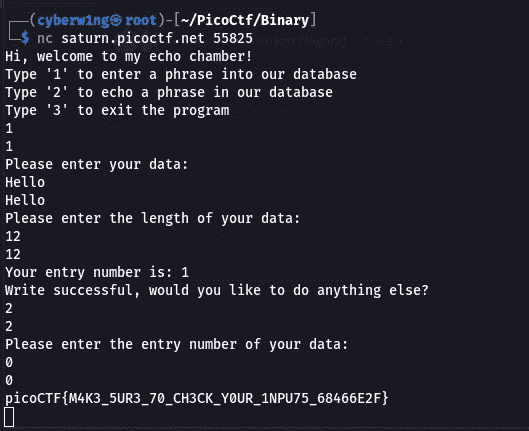 (cyberw1ng㉿root)-[~/PicoCtf/Binary]
$ nc saturn.picoctf.net 55825
Hi, welcome to my echo chamber!
Type '1' to enter a phrase into our database
Type '2' to echo a phrase in our database
Type '3' to exit the program
1
1
Please enter your data:
Hello
Hello
Please enter the length of your data:
12
12
Your entry number is: 1
Write successful, would you like to do anything else?
2
2
Please enter the entry number of your data:
0
0
picoCTF{M4K3_5UR3_70_CH3CK_Y0UR_1NPU75_68466E2F}